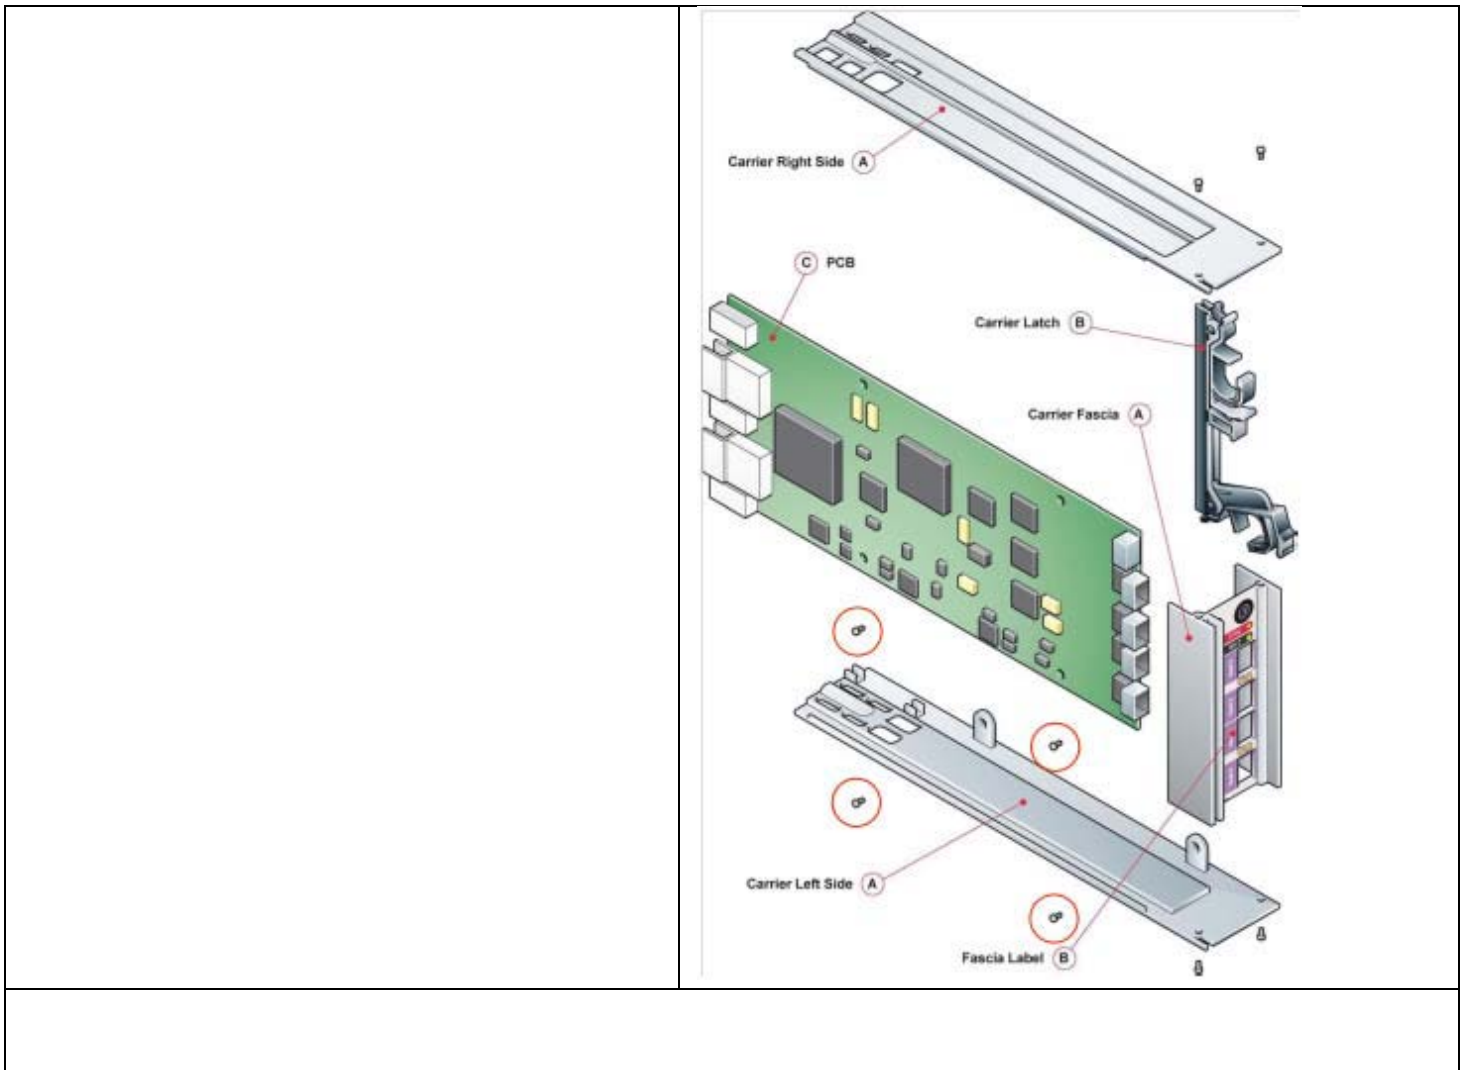 Carrier Right Side A
C PCB
Carrier Latch B
Carrier Fascia A
Carrier Left Side A
Fascia Label B